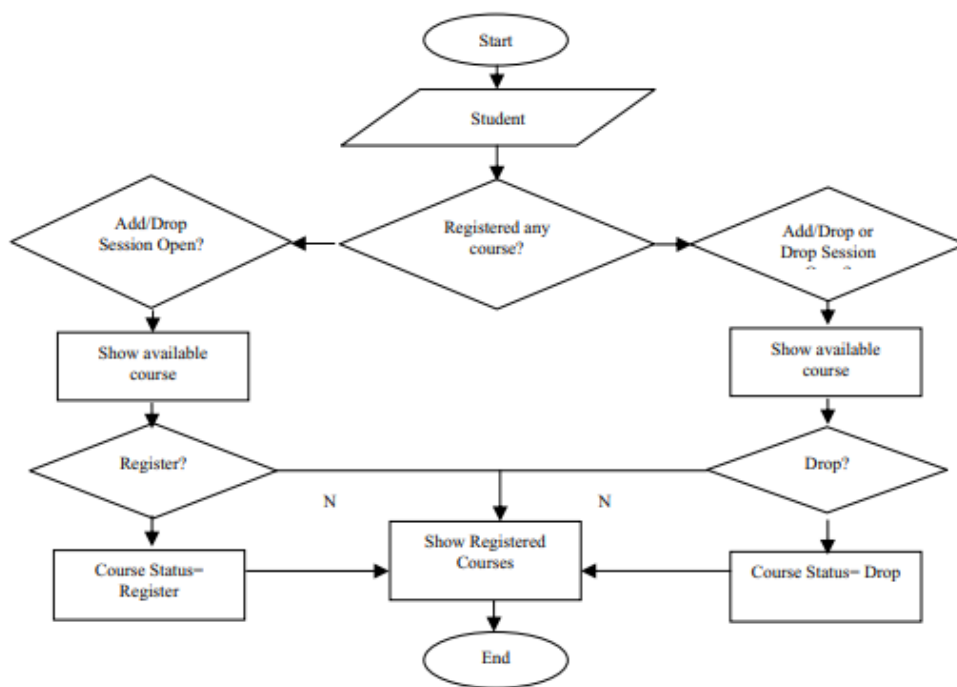 Start
Student
Registered any
course?
Add/Drop
Session Open?
Add/Drop or
Drop Session
Show available
course
Show available
course
Register?
Drop?
N
N
Course Status=
Register
Show Registered
Courses
Course Status= Drop
End